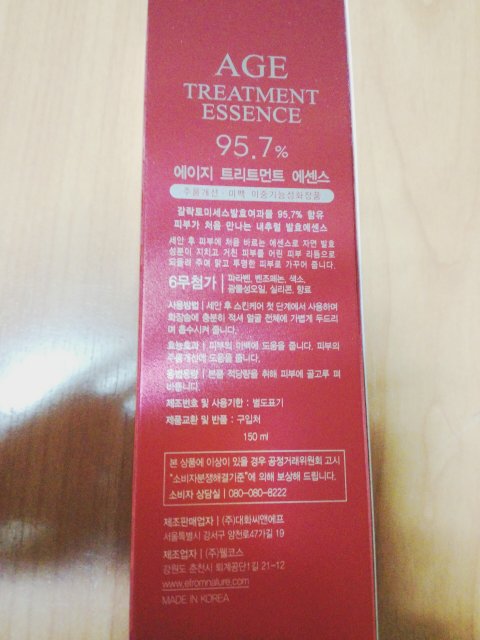 AGE
TREATMENT
ESSENCE
95.7%
에이지 트리트먼트 에센스
주름개선 · 미백 이중기능성화장품
갈락토미세스발효여과물 95.7% 함유
피부가 처음 만나는 내추럴 발효에센스
세안 후 피부에 처음 바르는 에센스로 자연 발효
성분이 지치고 거친 피부를 어린 피부 리듬으로
되돌려 주며 맑고 투명한 피부로 가꾸어 줍니다.
6무첨가 | 파라벤, 벤조페논, 색소,
광물성오일, 실리콘, 향료
사용방법 | 세안 후 스킨케어 첫 단계에서 사용하며
화장솜에 충분히 적셔 얼굴 전체에 가볍게 두드리
며 흡수시켜 줍니다.
효능효과 | 피부의 미백에 도움을 줍니다. 피부의
주름개선에 도움을 줍니다.
용법용량 | 본품 적당량을 취해 피부에 골고루 펴
바릅니다.
제조번호 및 사용기한 : 별도표기
제품교환 및 반품 : 구입처
150 ml
본 상품에 이상이 있을 경우 공정거래위원회 고시
"소비자분쟁해결기준"에 의해 보상해 드립니다.
소비자 상담실 | 080-080-8222
제조판매업자 | (주)대화씨앤에프
서울특별시 강서구 양천로47가길 19
제조업자 | (주)웰코스
강원도 춘천시 퇴계공단1길 21-12
www.etromnature.com
MADE IN KOREA